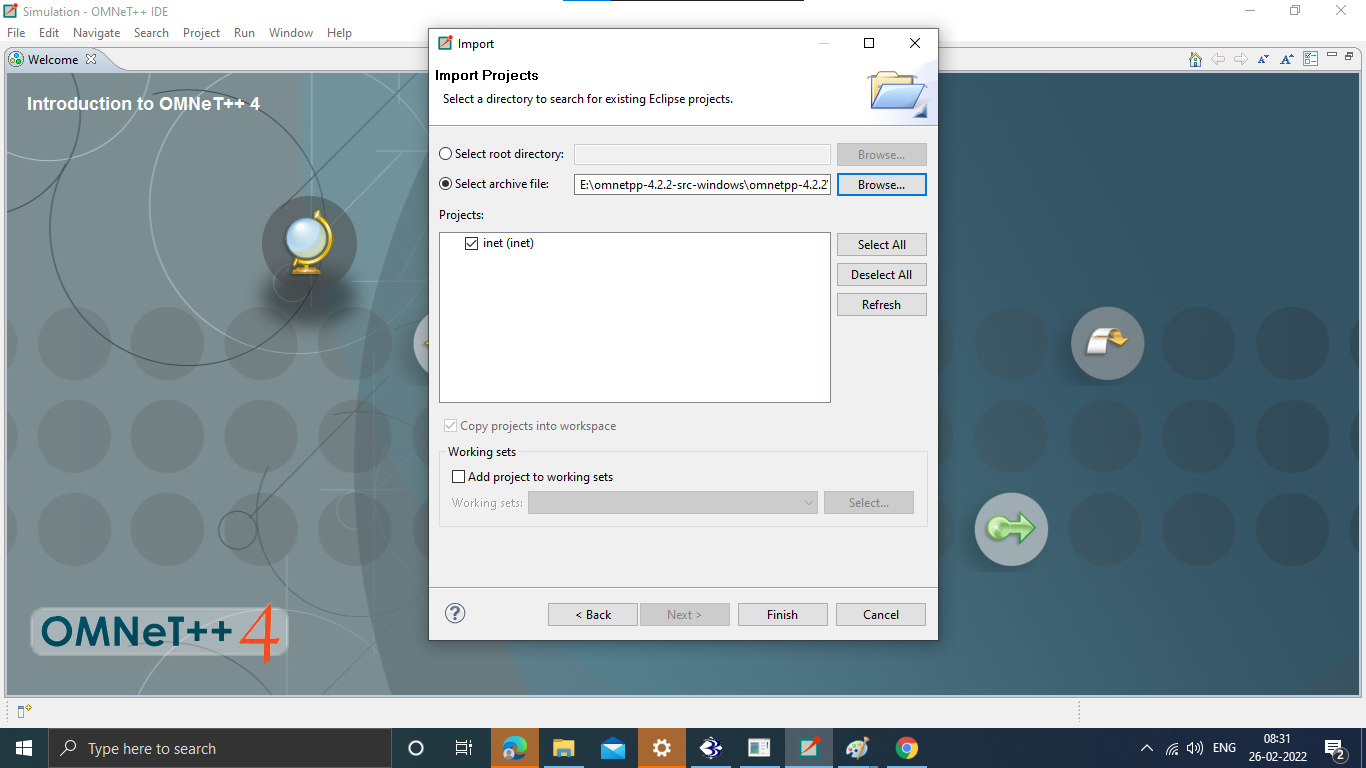 Simulation - OMNeT++ IDE
File Edit Navigate Search Project Run Window Help
Welcome
Introduction to OMNeT++ 4
Import
Import Projects
Select a directory to search for existing Eclipse projects.
Select root directory: Browse...
Select archive file: E:\omnetpp-4.2.2-src-windows\omnetpp-4.2.2\ Browse...
Projects:
inet (inet)
Select All
Deselect All
Refresh
Copy projects into workspace
Working sets
Add project to working sets
Working sets: Select...
< Back Next > Finish Cancel
OMNeT++ 4
Type here to search
ENG
08:31
26-02-2022
2